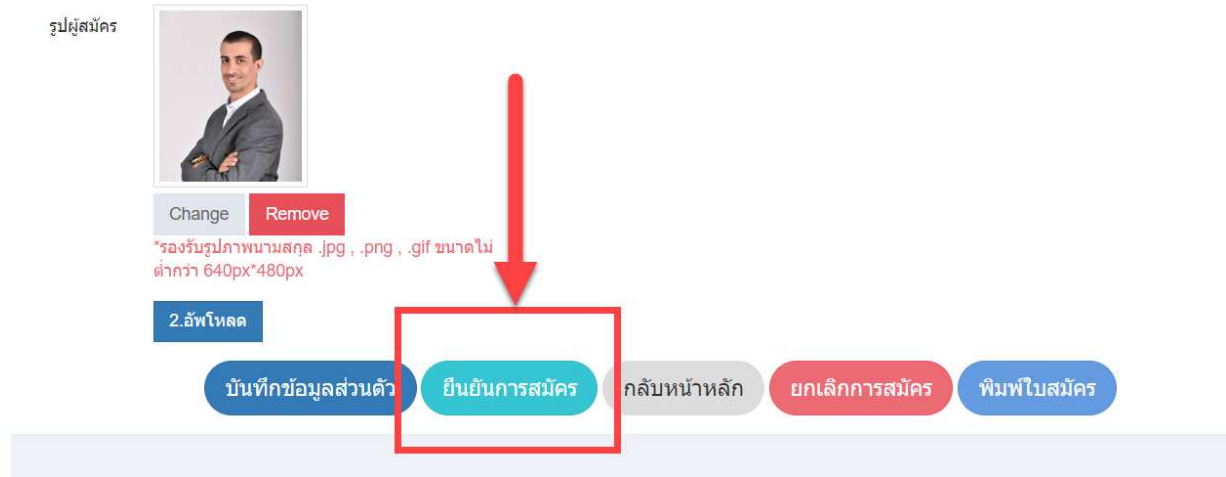 รูปผู้สมัคร
Change Remove
*รองรับรูปภาพนามสกุล .jpg , .png , .gif ขนาดไม่
ต่ำกว่า 640px*480px
2.อัพโหลด
บันทึกข้อมูลส่วนตัว ยืนยันการสมัคร กลับหน้าหลัก ยกเลิกการสมัคร พิมพ์ใบสมัคร